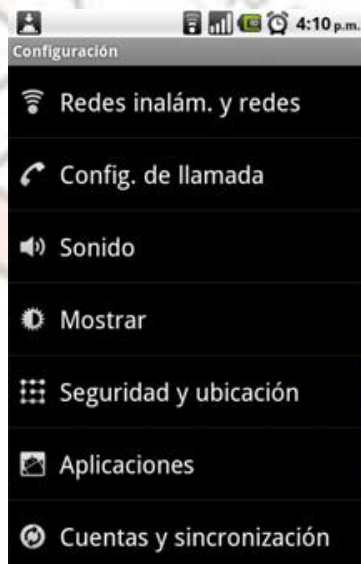 4:10 p.m.
Configuración
Redes inalám. y redes
Config. de llamada
Sonido
Mostrar
Seguridad y ubicación
Aplicaciones
Cuentas y sincronización